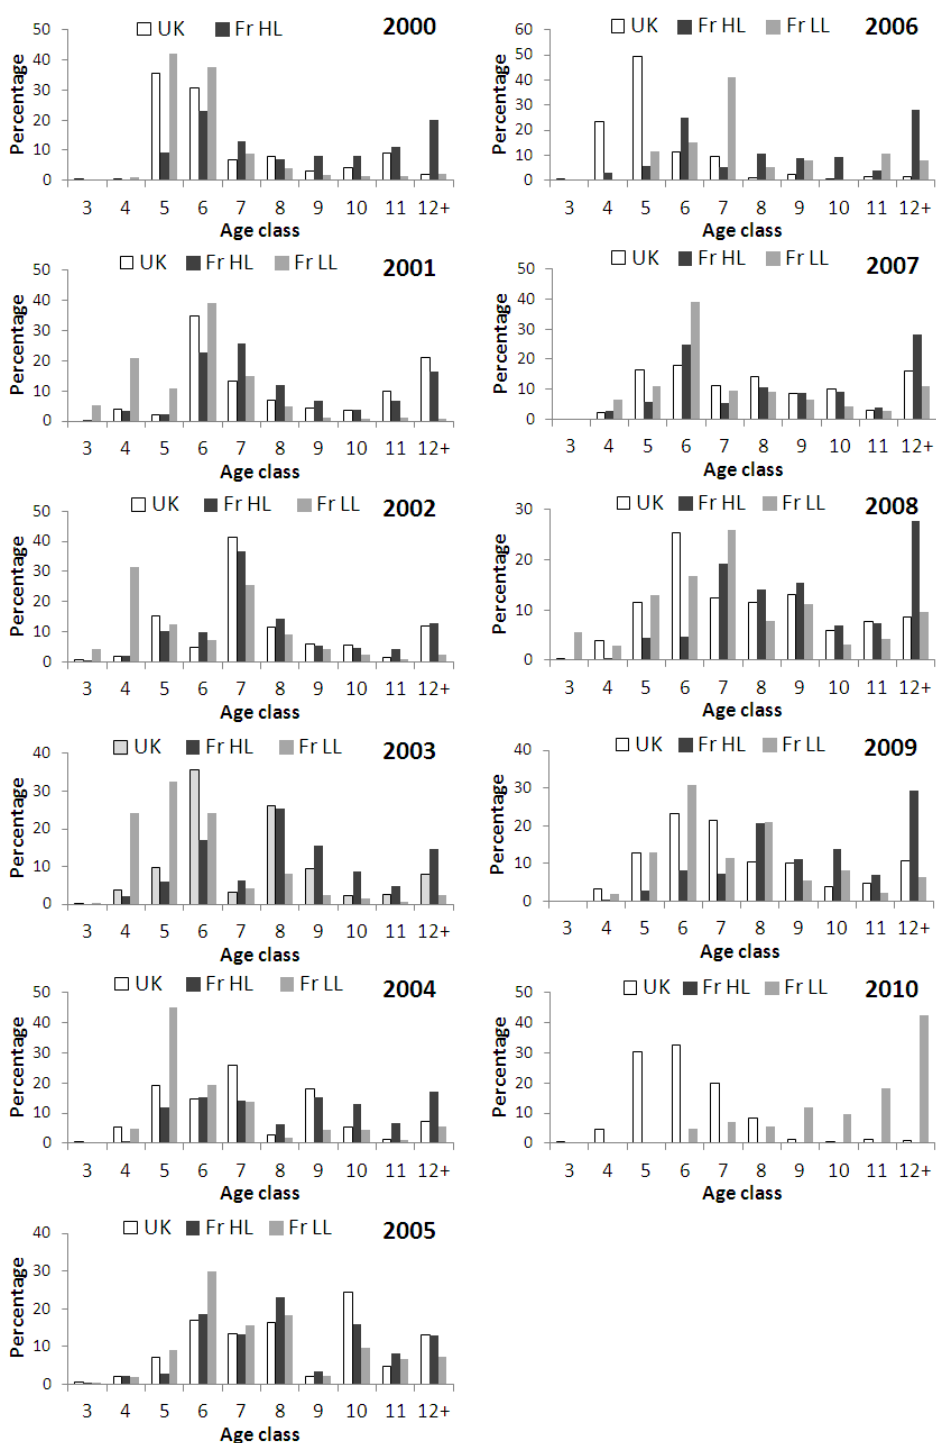 UK Fr HL 2000
Percentage
50
40
30
20
10
0
3 4 5 6 7 8 9 10 11 12+
Age class
UK Fr HL Fr LL 2001
Percentage
50
40
30
20
10
0
3 4 5 6 7 8 9 10 11 12+
Age class
UK Fr HL Fr LL 2002
Percentage
50
40
30
20
10
0
3 4 5 6 7 8 9 10 11 12+
Age class
UK Fr HL Fr LL 2003
Percentage
40
30
20
10
0
3 4 5 6 7 8 9 10 11 12+
Age class
UK Fr HL Fr LL 2004
Percentage
50
40
30
20
10
0
3 4 5 6 7 8 9 10 11 12+
Age class
UK Fr HL Fr LL 2005
Percentage
40
30
20
10
0
3 4 5 6 7 8 9 10 11 12+
Age class
UK Fr HL Fr LL 2006
Percentage
60
50
40
30
20
10
0
3 4 5 6 7 8 9 10 11 12+
Age class
UK Fr HL Fr LL 2007
Percentage
50
40
30
20
10
0
3 4 5 6 7 8 9 10 11 12+
Age class
UK Fr HL Fr LL 2008
Percentage
30
20
10
0
3 4 5 6 7 8 9 10 11 12+
Age class
UK Fr HL Fr LL 2009
Percentage
40
30
20
10
0
3 4 5 6 7 8 9 10 11 12+
Age class
UK Fr HL Fr LL 2010
Percentage
50
40
30
20
10
0
3 4 5 6 7 8 9 10 11 12+
Age class